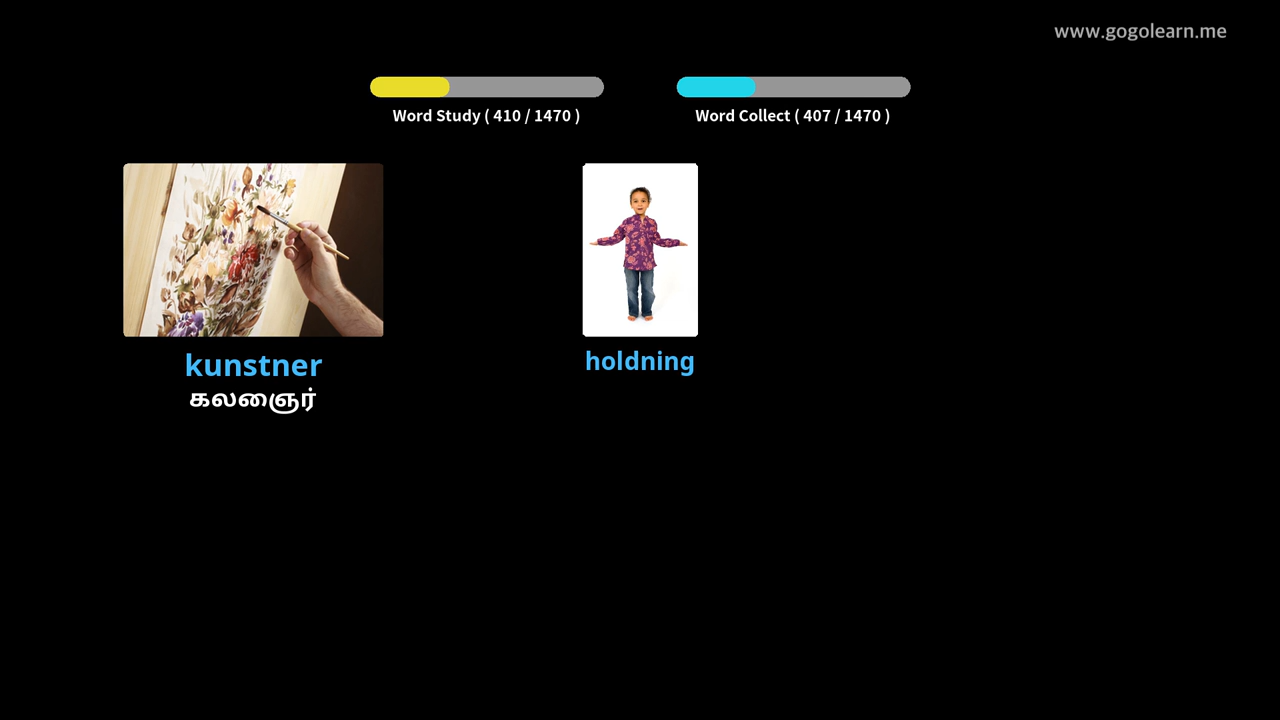 www.gogolearn.me
Word Study ( 410 / 1470 )
Word Collect ( 407 / 1470 )
kunstner
கலைஞர்
holdning